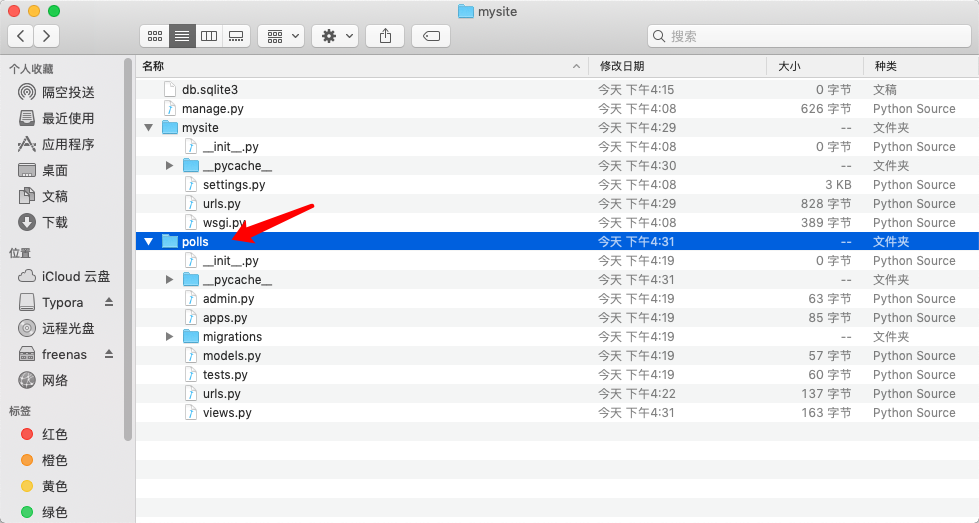 mysite
搜索
个人收藏
隔空投送
最近使用
应用程序
桌面
文稿
下载
位置
iCloud 云盘
Typora
远程光盘
freenas
网络
标签
红色
橙色
黄色
绿色
名称 修改日期 大小 种类
db.sqlite3 今天 下午4:15 0 字节 文稿
manage.py 今天 下午4:08 626 字节 Python Source
mysite 今天 下午4:29 -- 文件夹
__init__.py 今天 下午4:08 0 字节 Python Source
__pycache__ 今天 下午4:30 -- 文件夹
settings.py 今天 下午4:08 3 KB Python Source
urls.py 今天 下午4:29 828 字节 Python Source
wsgi.py 今天 下午4:08 389 字节 Python Source
polls 今天 下午4:31 -- 文件夹
__init__.py 今天 下午4:19 0 字节 Python Source
__pycache__ 今天 下午4:31 -- 文件夹
admin.py 今天 下午4:19 63 字节 Python Source
apps.py 今天 下午4:19 85 字节 Python Source
migrations 今天 下午4:19 -- 文件夹
models.py 今天 下午4:19 57 字节 Python Source
tests.py 今天 下午4:19 60 字节 Python Source
urls.py 今天 下午4:22 137 字节 Python Source
views.py 今天 下午4:31 163 字节 Python Source